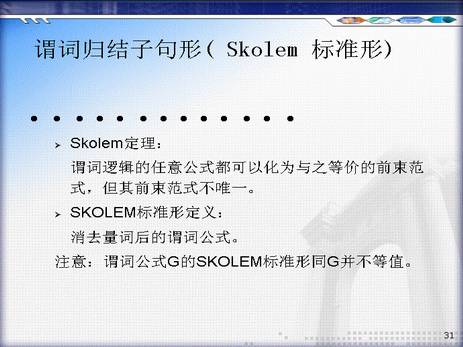 谓词归结子句形( Skolem 标准形)
➢ Skolem定理：
谓词逻辑的任意公式都可以化为与之等价的前束范
式，但其前束范式不唯一。
➢ SKOLEM标准形定义：
消去量词后的谓词公式。
注意：谓词公式G的SKOLEM标准形同G并不等值。
31